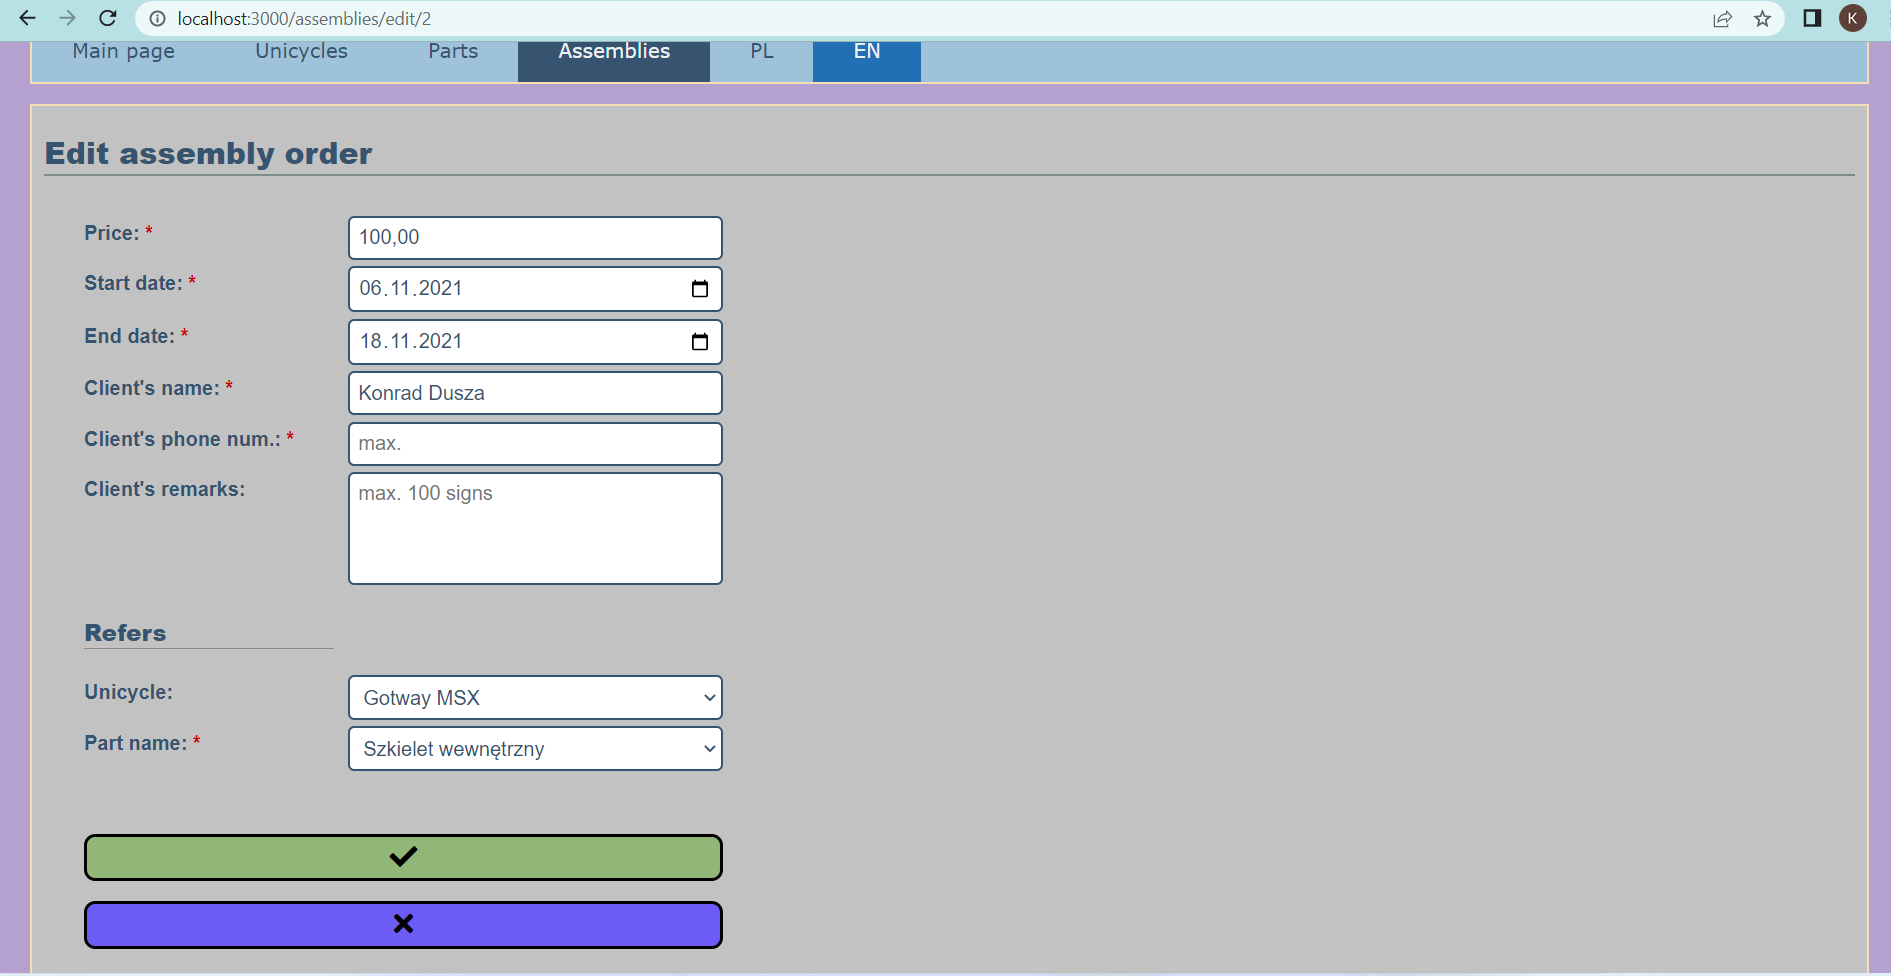 localhost:3000/assemblies/edit/2
K
Main page Unicycles Parts Assemblies PL EN
Edit assembly order
Price: * 100,00
Start date: * 06.11.2021
End date: * 18.11.2021
Client's name: * Konrad Dusza
Client's phone num.: * max.
Client's remarks: max. 100 signs
Refers
Unicycle: Gotway MSX
Part name: * Szkielet wewnętrzny